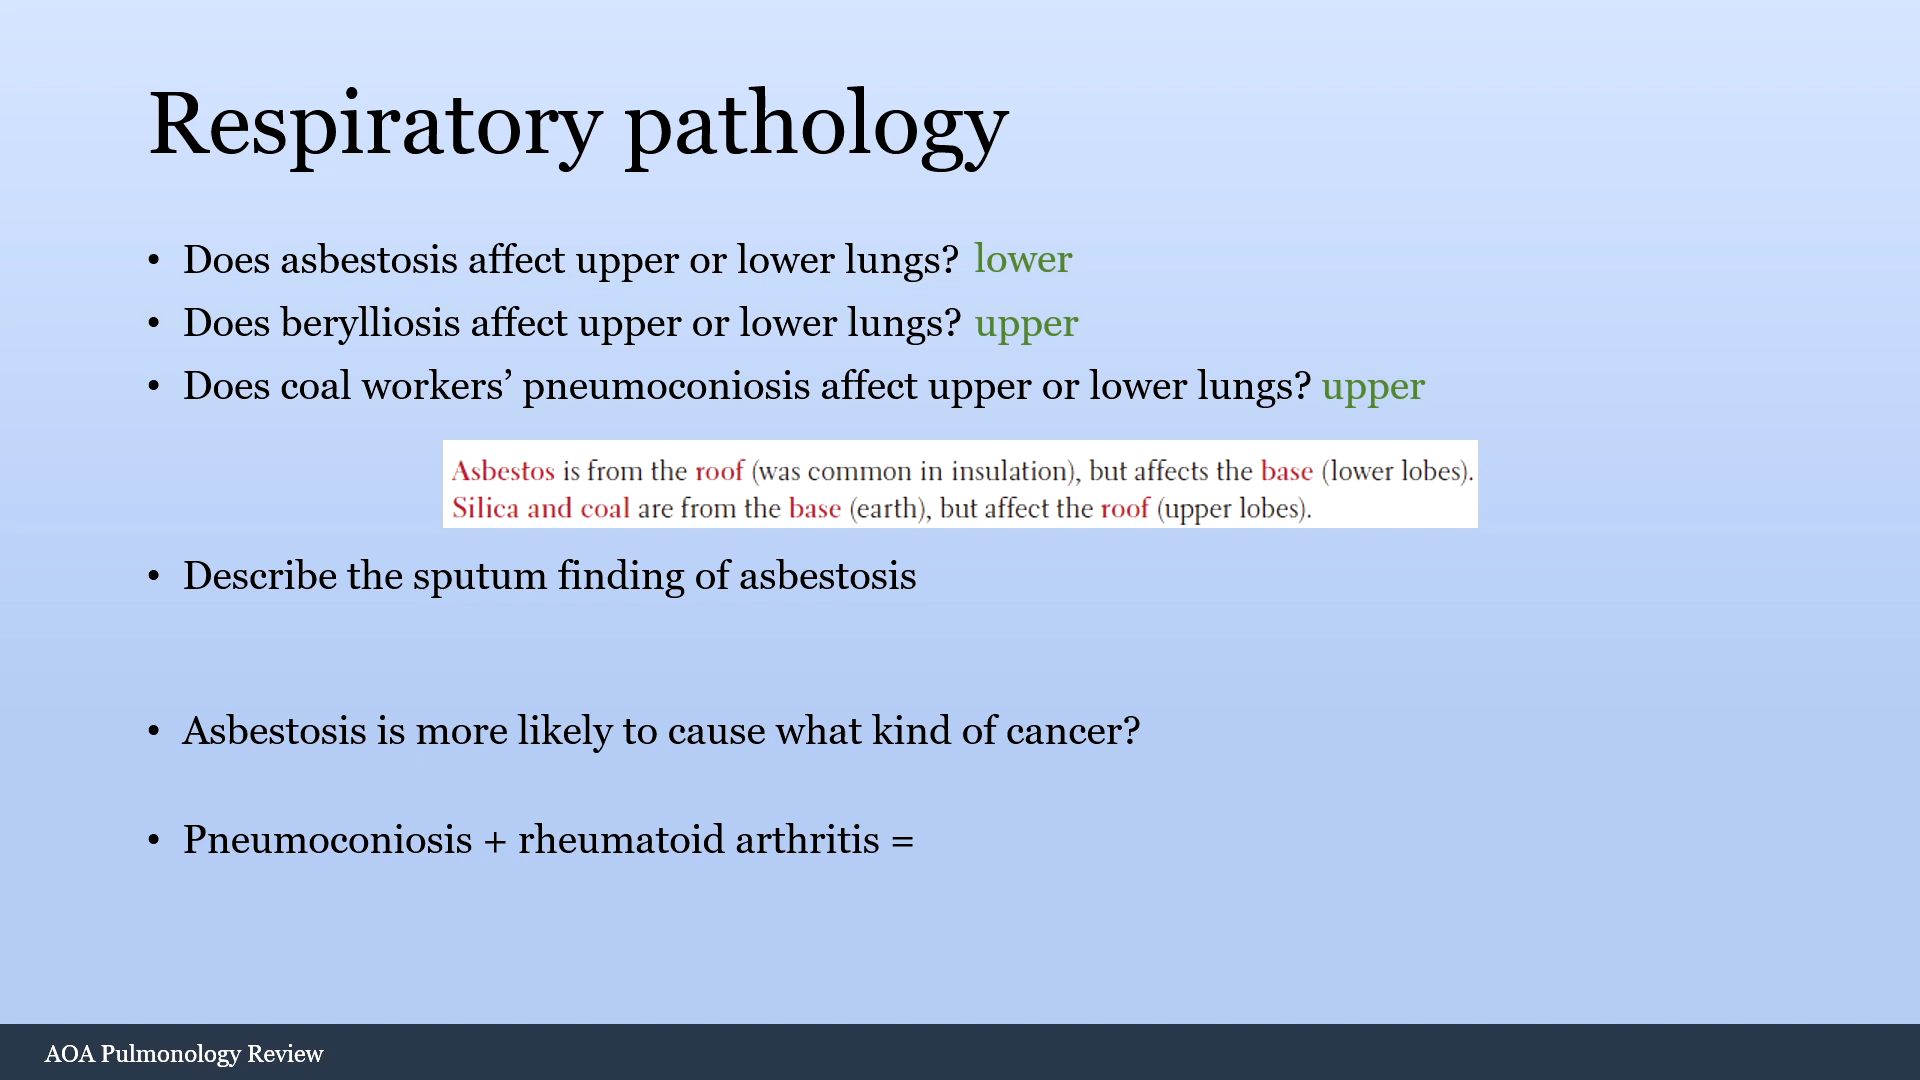 Respiratory pathology
• Does asbestosis affect upper or lower lungs? lower
• Does berylliosis affect upper or lower lungs? upper
• Does coal workers’ pneumoconiosis affect upper or lower lungs? upper
Asbestos is from the roof (was common in insulation), but affects the base (lower lobes).
Silica and coal are from the base (earth), but affect the roof (upper lobes).
• Describe the sputum finding of asbestosis
• Asbestosis is more likely to cause what kind of cancer?
• Pneumoconiosis + rheumatoid arthritis =
AOA Pulmonology Review